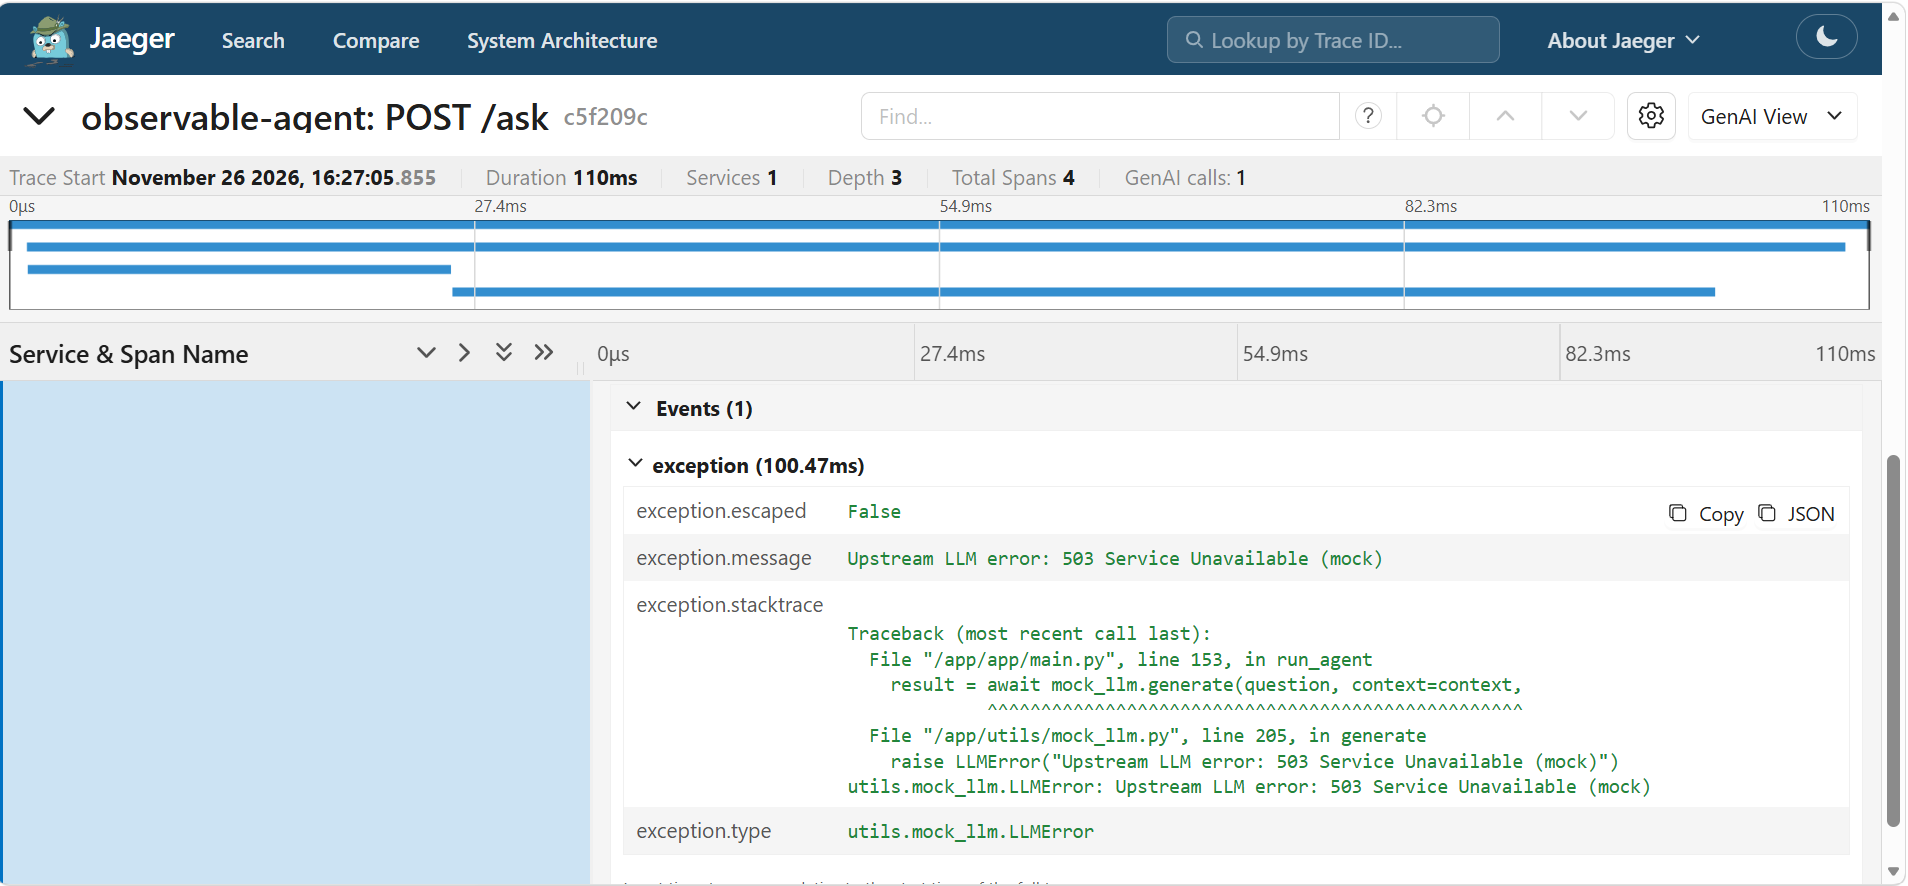 Jaeger
Search
Compare
System Architecture
Lookup by Trace ID...
About Jaeger
observable-agent: POST /ask c5f209c
Find...
?
GenAI View
Trace Start November 26 2026, 16:27:05.855
Duration 110ms
Services 1
Depth 3
Total Spans 4
GenAI calls: 1
0μs
27.4ms
54.9ms
82.3ms
110ms
Service & Span Name
0μs
27.4ms
54.9ms
82.3ms
110ms
Events (1)
exception (100.47ms)
exception.escaped False
Copy
JSON
exception.message Upstream LLM error: 503 Service Unavailable (mock)
exception.stacktrace
Traceback (most recent call last):
  File "/app/app/main.py", line 153, in run_agent
    result = await mock_llm.generate(question, context=context,
             ^^^^^^^^^^^^^^^^^^^^^^^^^^^^^^^^^^^^^^^^^^^^^^^^^^
  File "/app/utils/mock_llm.py", line 205, in generate
    raise LLMError("Upstream LLM error: 503 Service Unavailable (mock)")
utils.mock_llm.LLMError: Upstream LLM error: 503 Service Unavailable (mock)
exception.type utils.mock_llm.LLMError